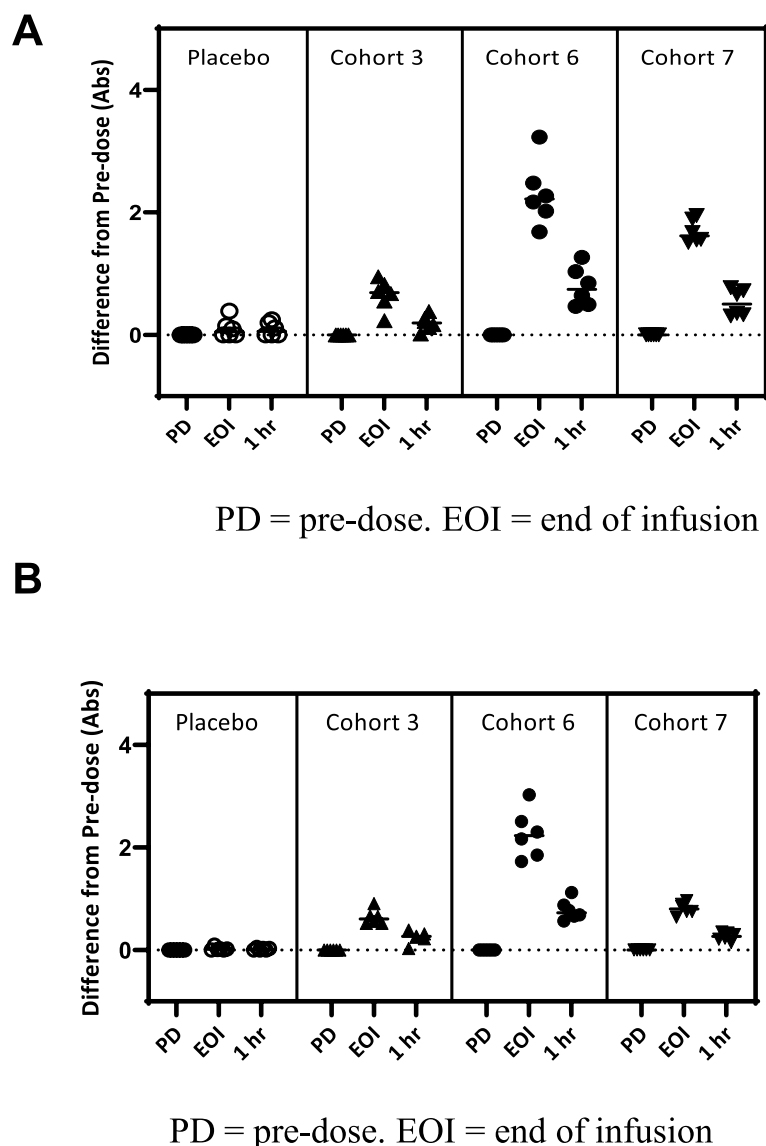 A
Difference from Pre-dose (Abs)
Placebo Cohort 3 Cohort 6 Cohort 7
4
2
0
PD EOI 1 hr PD EOI 1 hr PD EOI 1 hr PD EOI 1 hr
PD = pre-dose. EOI = end of infusion
B
Difference from Pre-dose (Abs)
Placebo Cohort 3 Cohort 6 Cohort 7
4
2
0
PD EOI 1 hr PD EOI 1 hr PD EOI 1 hr PD EOI 1 hr
PD = pre-dose. EOI = end of infusion